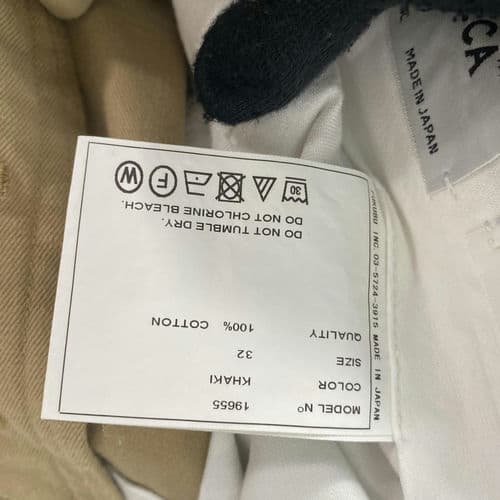 MODEL Nº 19655
COLOR KHAKI
SIZE 32
QUALITY 100% COTTON
DO NOT TUMBLE DRY.
DO NOT CHLORINE BLEACH.
30
F
W
INC. 03-5724-3915 MADE IN JAPAN
CA
MADE IN JAPAN